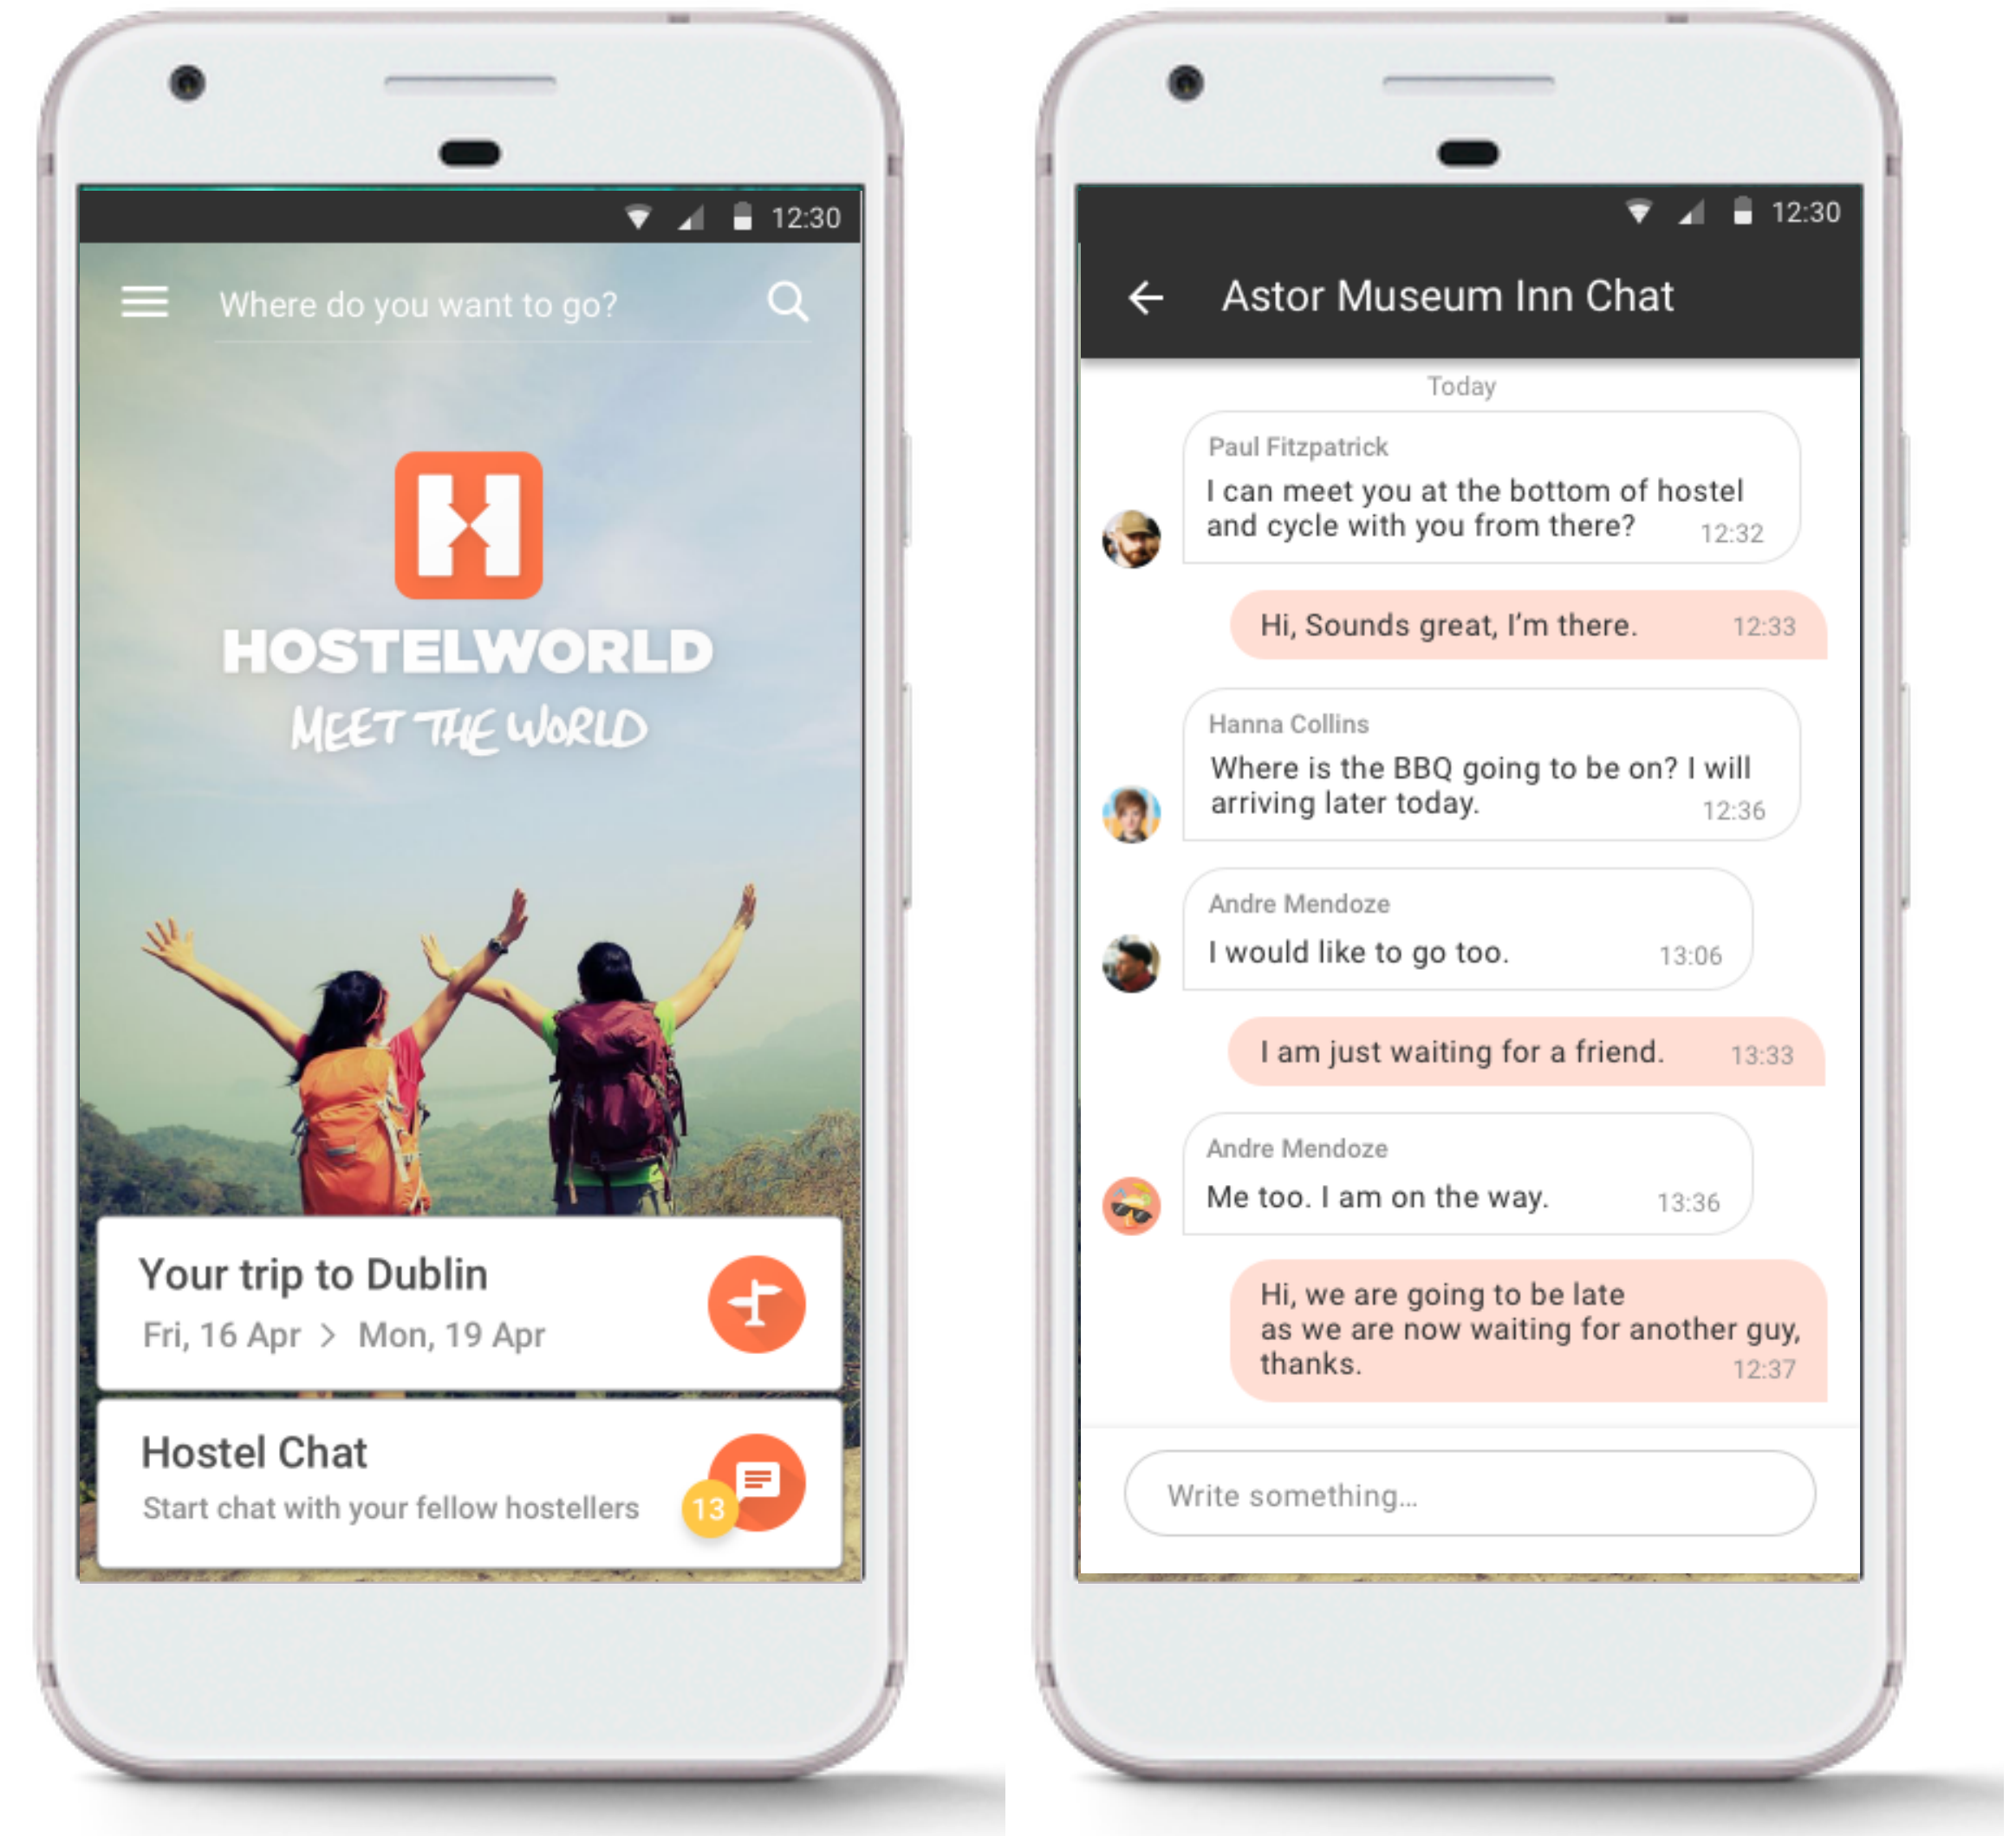 12:30
Where do you want to go?
HOSTELWORLD
MEET THE WORLD
Your trip to Dublin
Fri, 16 Apr > Mon, 19 Apr
Hostel Chat
Start chat with your fellow hostellers
13
12:30
Astor Museum Inn Chat
Today
Paul Fitzpatrick
I can meet you at the bottom of hostel
and cycle with you from there?
12:32
Hi, Sounds great, I’m there.
12:33
Hanna Collins
Where is the BBQ going to be on? I will
arriving later today.
12:36
Andre Mendoze
I would like to go too.
13:06
I am just waiting for a friend.
13:33
Andre Mendoze
Me too. I am on the way.
13:36
Hi, we are going to be late
as we are now waiting for another guy,
thanks.
12:37
Write something...